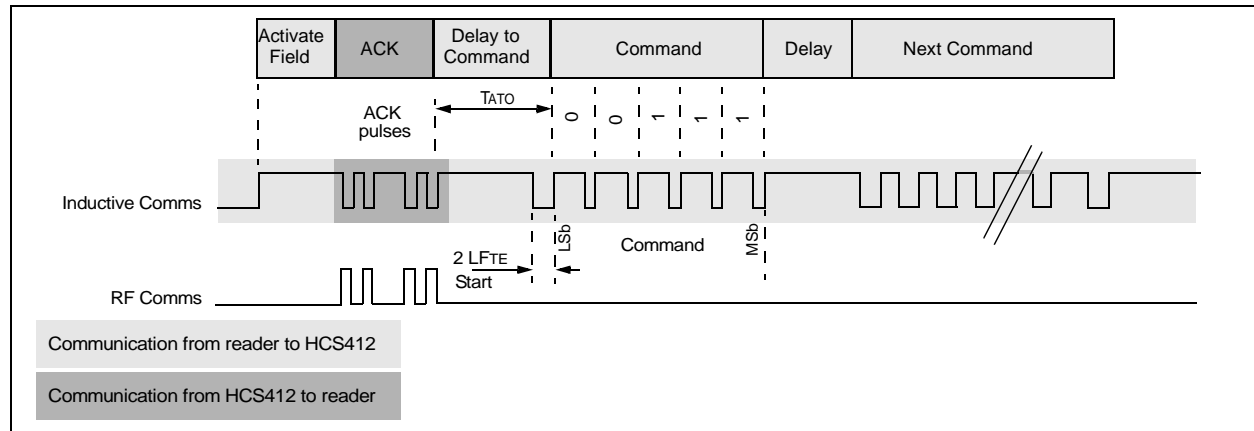 Activate
Field
ACK
Delay to
Command
Command
Delay
Next Command
TATO
ACK
pulses
0 0 1 1 1
Inductive Comms
LSb
Command
MSb
2 LFTE
Start
RF Comms
Communication from reader to HCS412
Communication from HCS412 to reader